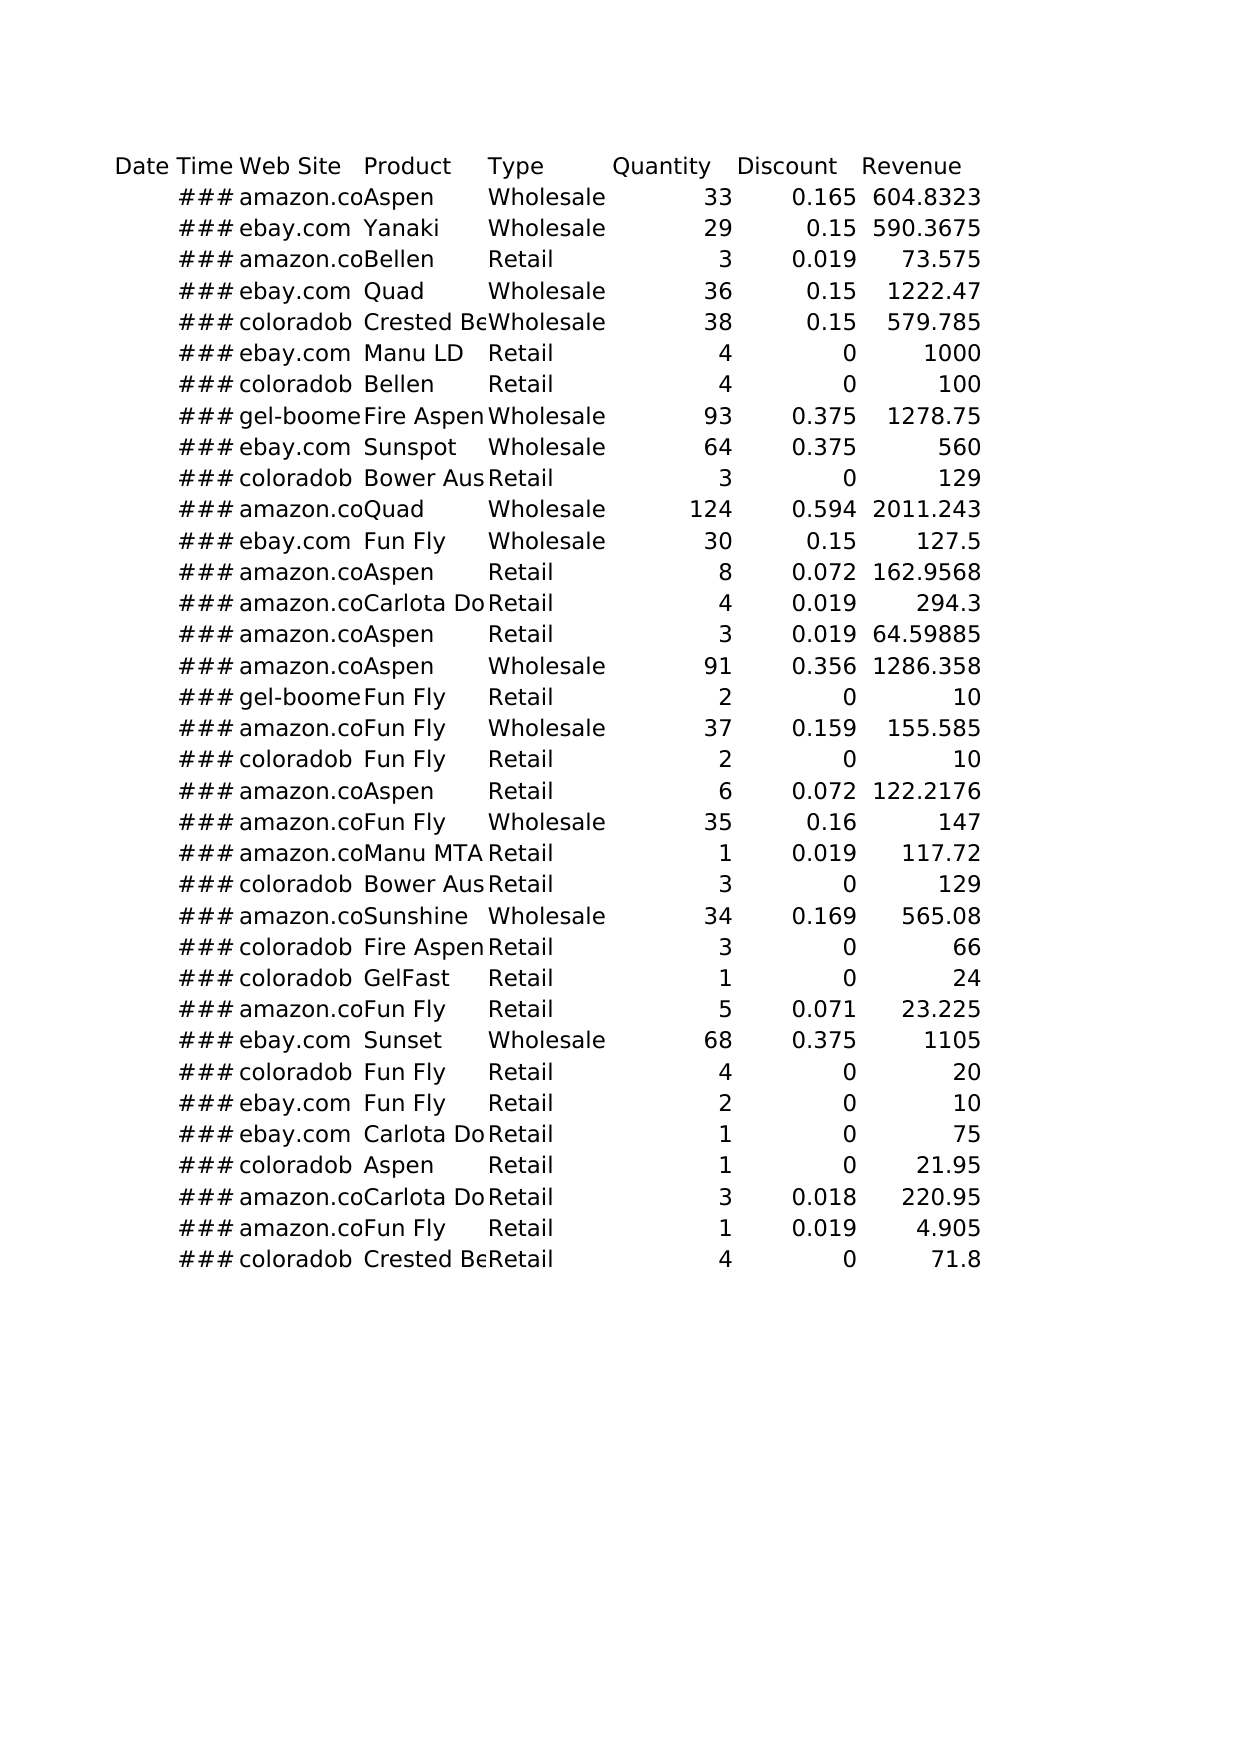 Date Time Web Site Product Type Quantity Discount Revenue
### amazon.co Aspen Wholesale 33 0.165 604.8323
### ebay.com Yanaki Wholesale 29 0.15 590.3675
### amazon.co Bellen Retail 3 0.019 73.575
### ebay.com Quad Wholesale 36 0.15 1222.47
### coloradob Crested Be Wholesale 38 0.15 579.785
### ebay.com Manu LD Retail 4 0 1000
### coloradob Bellen Retail 4 0 100
### gel-boome Fire Aspen Wholesale 93 0.375 1278.75
### ebay.com Sunspot Wholesale 64 0.375 560
### coloradob Bower Aus Retail 3 0 129
### amazon.co Quad Wholesale 124 0.594 2011.243
### ebay.com Fun Fly Wholesale 30 0.15 127.5
### amazon.co Aspen Retail 8 0.072 162.9568
### amazon.co Carlota Do Retail 4 0.019 294.3
### amazon.co Aspen Retail 3 0.019 64.59885
### amazon.co Aspen Wholesale 91 0.356 1286.358
### gel-boome Fun Fly Retail 2 0 10
### amazon.co Fun Fly Wholesale 37 0.159 155.585
### coloradob Fun Fly Retail 2 0 10
### amazon.co Aspen Retail 6 0.072 122.2176
### amazon.co Fun Fly Wholesale 35 0.16 147
### amazon.co Manu MTA Retail 1 0.019 117.72
### coloradob Bower Aus Retail 3 0 129
### amazon.co Sunshine Wholesale 34 0.169 565.08
### coloradob Fire Aspen Retail 3 0 66
### coloradob GelFast Retail 1 0 24
### amazon.co Fun Fly Retail 5 0.071 23.225
### ebay.com Sunset Wholesale 68 0.375 1105
### coloradob Fun Fly Retail 4 0 20
### ebay.com Fun Fly Retail 2 0 10
### ebay.com Carlota Do Retail 1 0 75
### coloradob Aspen Retail 1 0 21.95
### amazon.co Carlota Do Retail 3 0.018 220.95
### amazon.co Fun Fly Retail 1 0.019 4.905
### coloradob Crested Be Retail 4 0 71.8